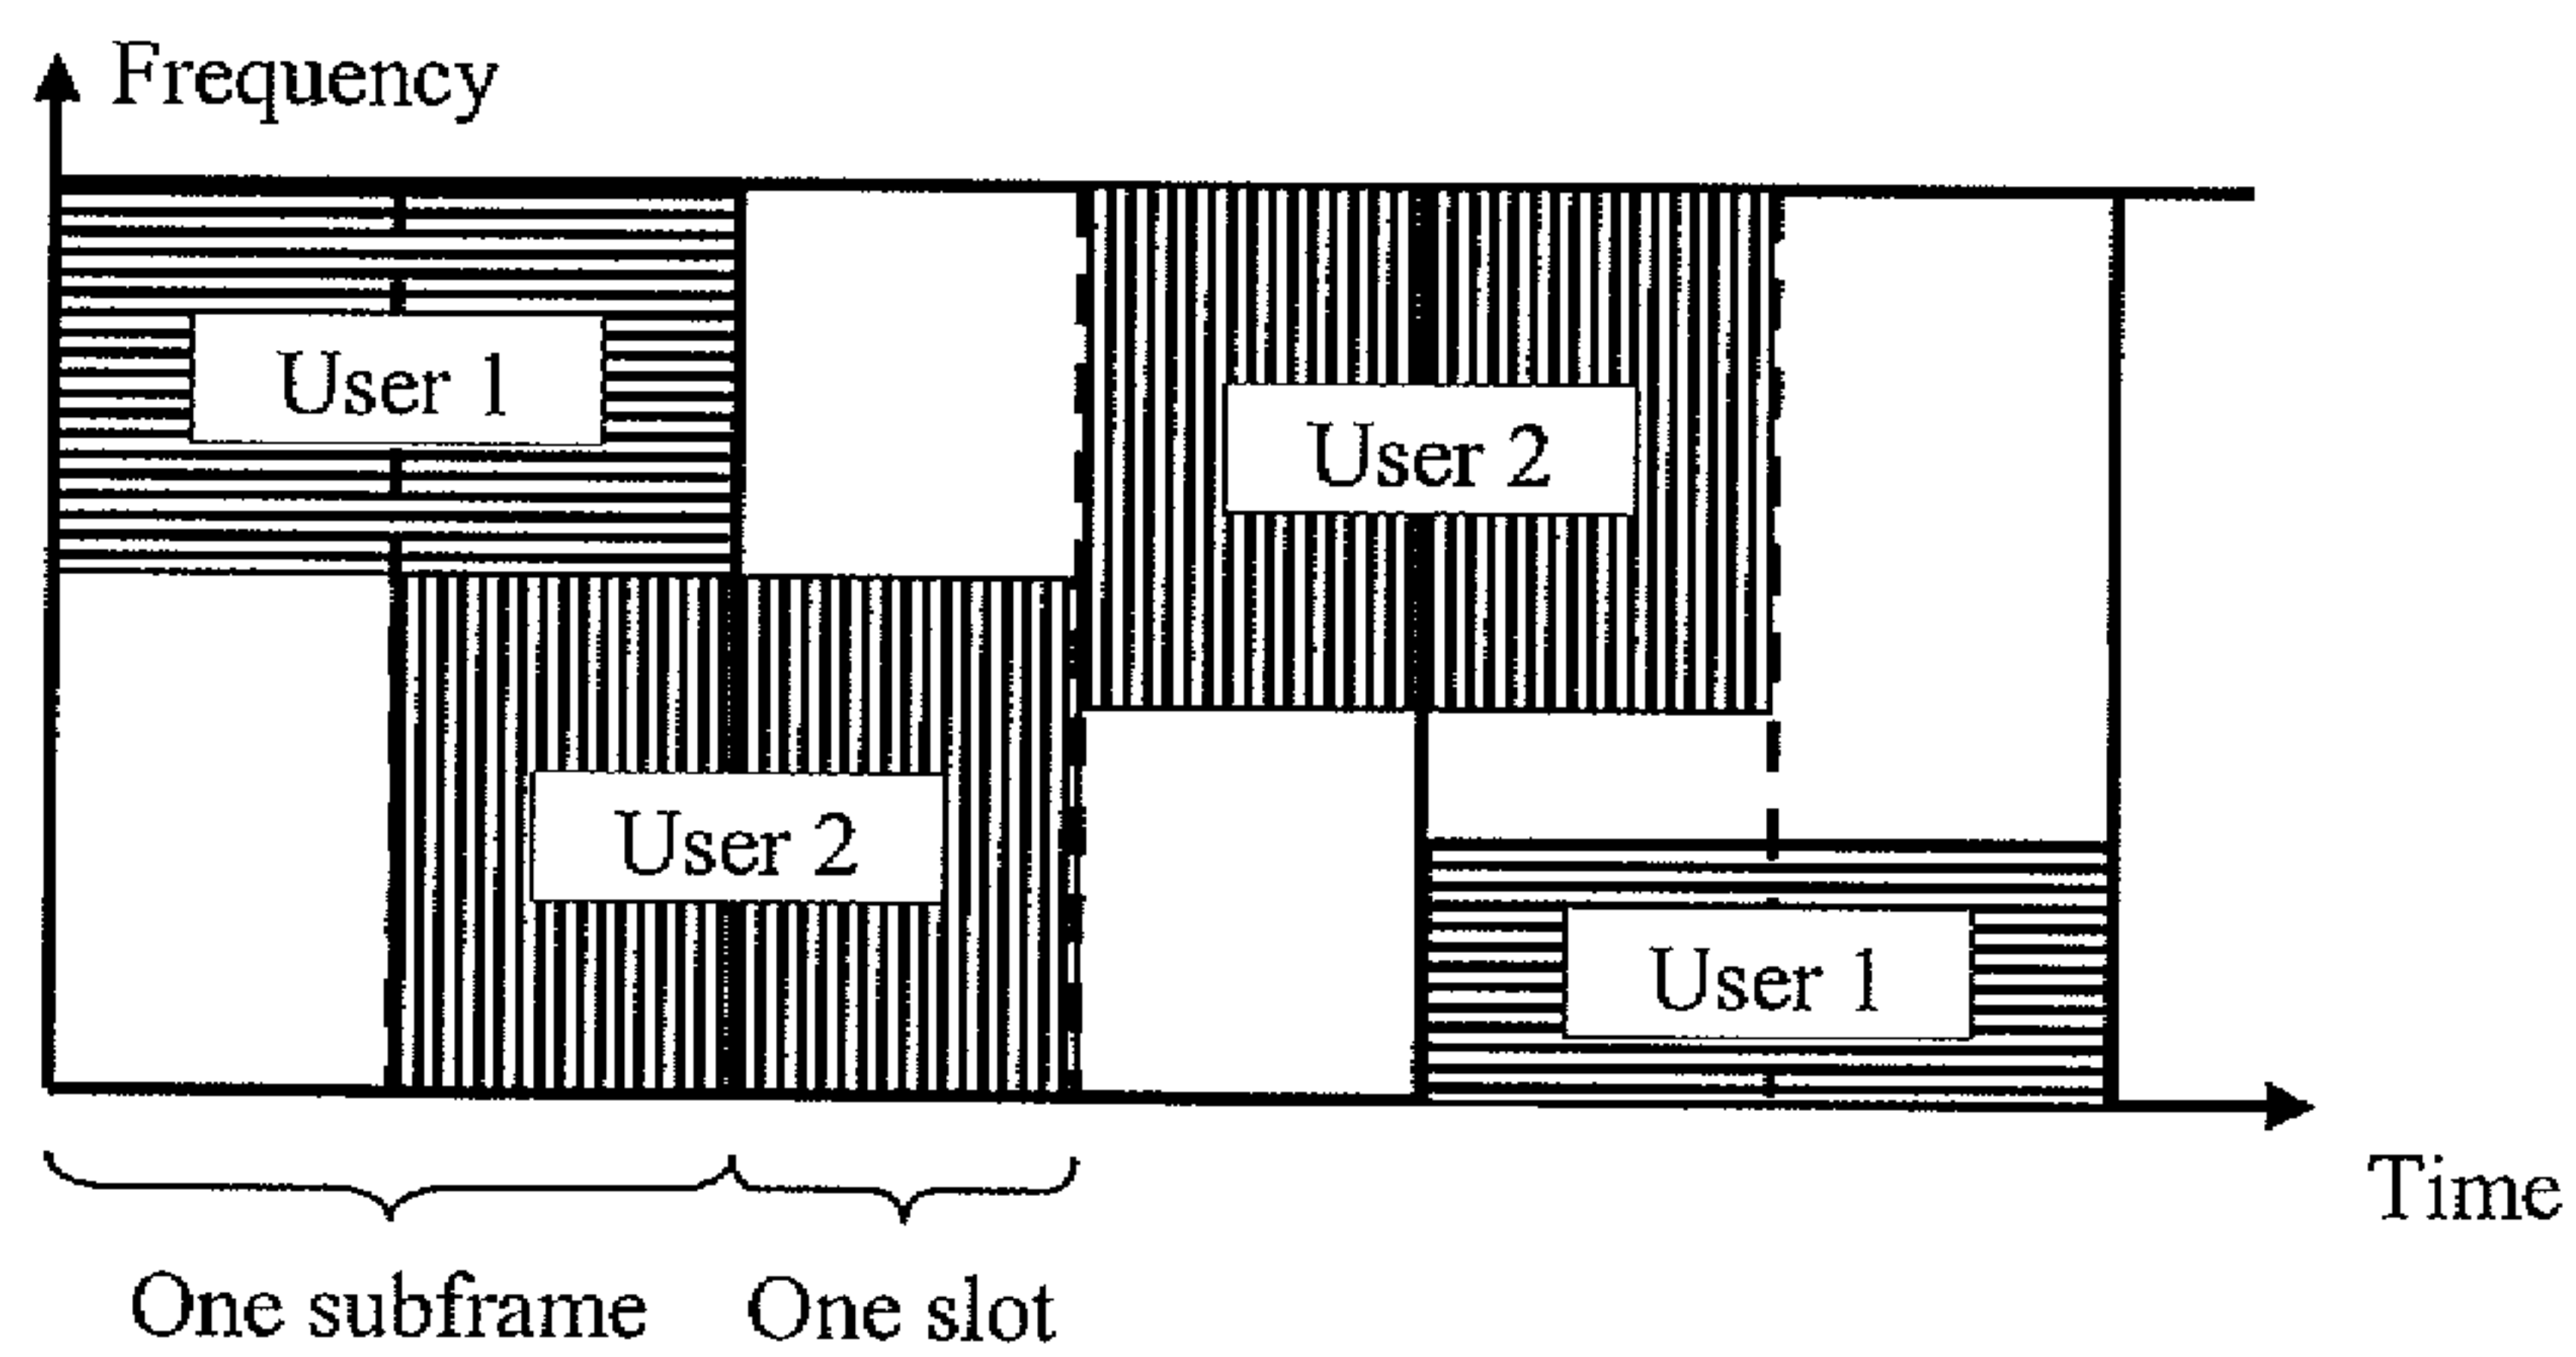 Frequency
User 1
User 2
User 2
User 1
Time
One subframe
One slot